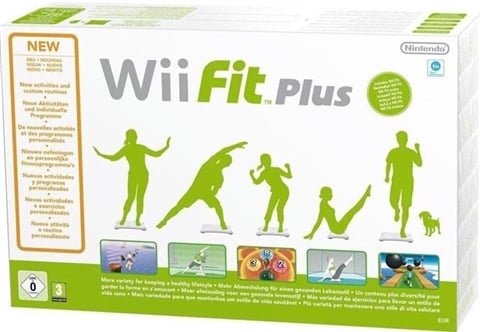 NEW
NEU • NOUVEAU
NIEUW • NUEVO
NOVO • NOVITÀ
New activities and
custom routines
•
Neue Aktivitäten
und individuelle
Programme
•
De nouvelles activités
et des programmes
personnalisés
•
Nieuwe oefeningen
en persoonlijke
fitnessprogramma's
•
Nuevas actividades
y programas
personalizados
•
Novas actividades
e exercícios
personalizados
•
Nuove attività
e routine
personalizzate
Nintendo
Wii Fit Plus
TM
0
3
More variety for keeping a healthy lifestyle • Mehr Abwechslung für einen gesunden Lebensstil • Un contenu plus diversifié pour
garder la forme en s'amusant • Meer afwisseling voor een gezonde levensstijl • Más variedad de ejercicios para llevar un estilo de
vida sano • Mais variedade para que mantenhas um estilo de vida saudável • Più varietà per mantenere uno stile di vita salutare
EUR